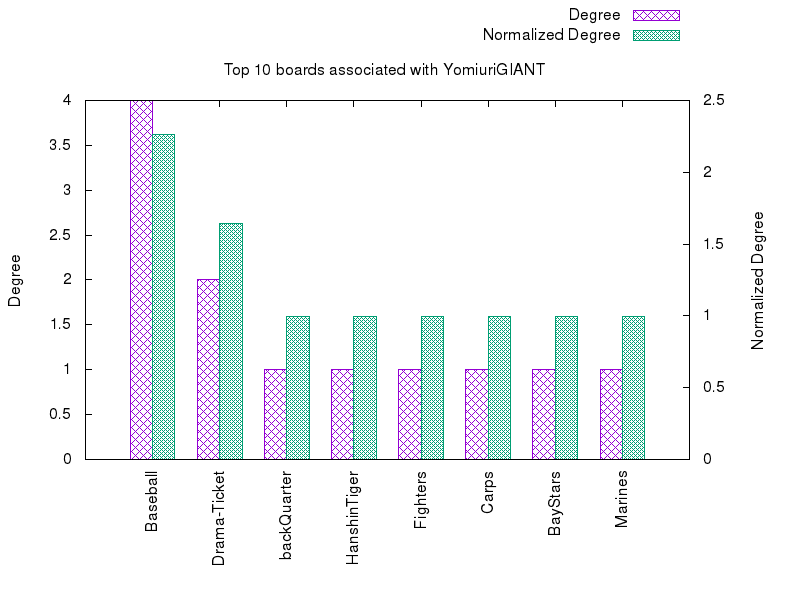 Degree
Normalized Degree
Top 10 boards associated with YomiuriGIANT
4
3.5
3
2.5
2
1.5
1
0.5
0
2.5
2
1.5
1
0.5
0
Degree
Normalized Degree
Baseball
Drama-Ticket
backQuarter
HanshinTiger
Fighters
Carps
BayStars
Marines